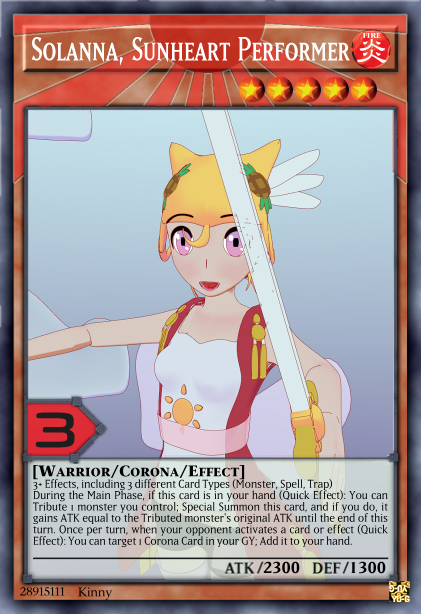 Solanna, Sunheart Performer
FIRE
炎
3
[Warrior/Corona/Effect]
3+ Effects, including 3 different Card Types (Monster, Spell, Trap)
During the Main Phase, if this card is in your hand (Quick Effect): You can
Tribute 1 monster you control; Special Summon this card, and if you do, it
gains ATK equal to the Tributed monster's original ATK until the end of this
turn. Once per turn, when your opponent activates a card or effect (Quick
Effect): You can target 1 Corona Card in your GY; Add it to your hand.
ATK/2300 DEF/1300
28915111 Kinny